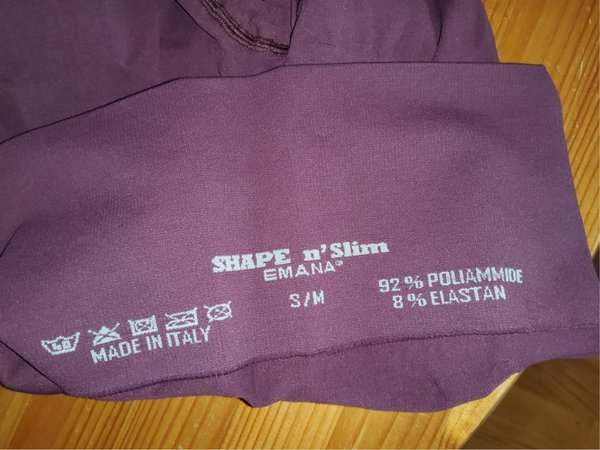 SHAPE n' Slim
EMANA®
S/M
92% POLIAMMIDE
8% ELASTAN
MADE IN ITALY